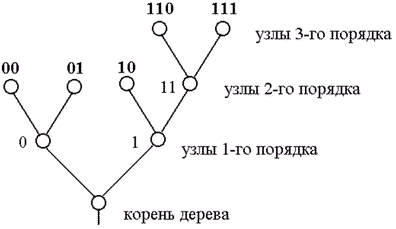 110 111
узлы 3-го порядка
00 01 10
11 узлы 2-го порядка
0 1 узлы 1-го порядка
корень дерева